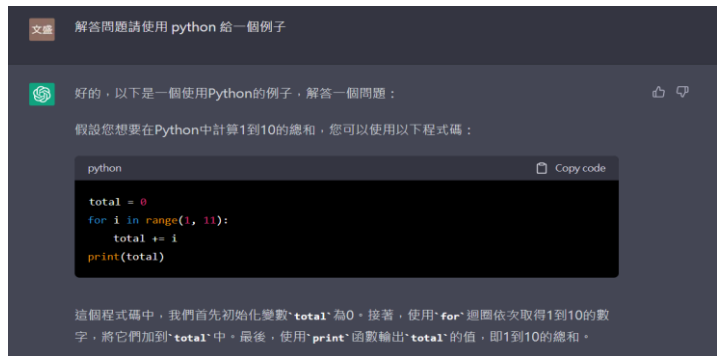 文盛
解答問題請使用 python 給一個例子
好的，以下是一個使用Python的例子，解答一個問題：
假設您想要在Python中計算1到10的總和，您可以使用以下程式碼：
python
Copy code
total = 0
for i in range(1, 11):
    total += i
print(total)
這個程式碼中，我們首先初始化變數`total`為0。接著，使用`for`迴圈依次取得1到10的數
字，將它們加到`total`中。最後，使用`print`函數輸出`total`的值，即1到10的總和。